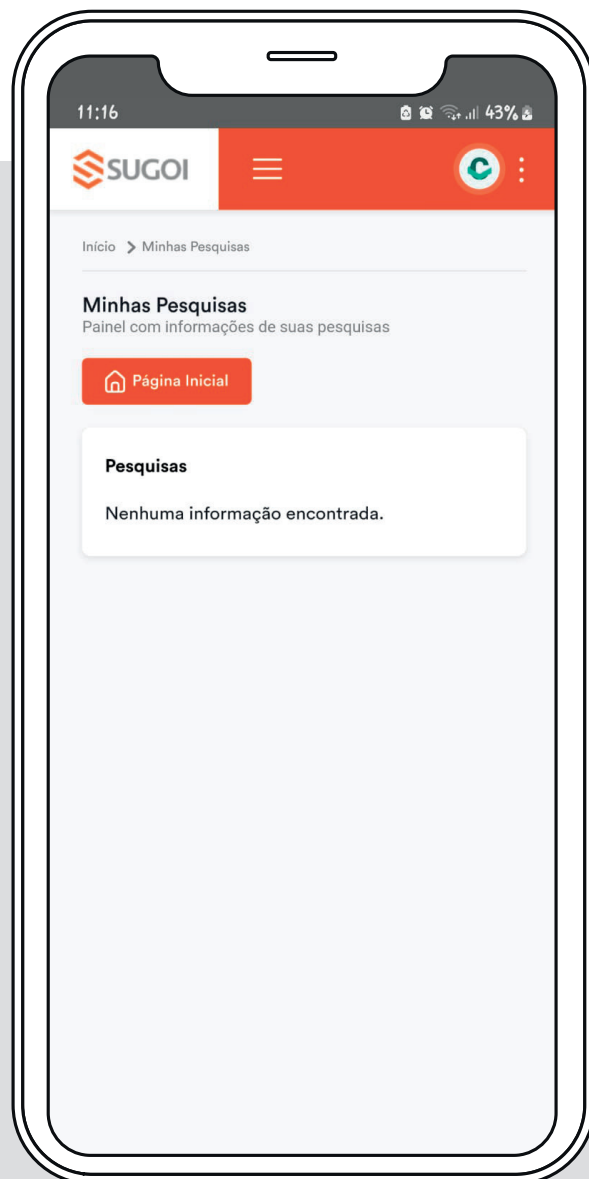 11:16
43%
SUGOI
Início > Minhas Pesquisas
Minhas Pesquisas
Painel com informações de suas pesquisas
Página Inicial
Pesquisas
Nenhuma informação encontrada.